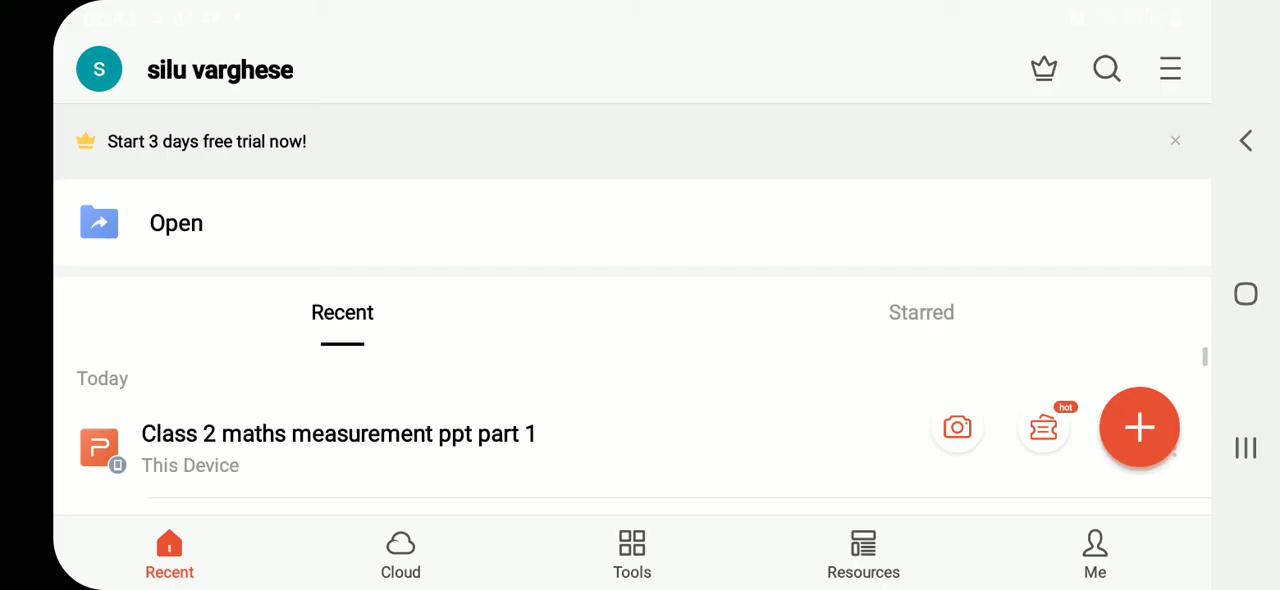 S
silu varghese
Start 3 days free trial now!
Open
Recent
Starred
Today
Class 2 maths measurement ppt part 1
This Device
hot
Recent
Cloud
Tools
Resources
Me